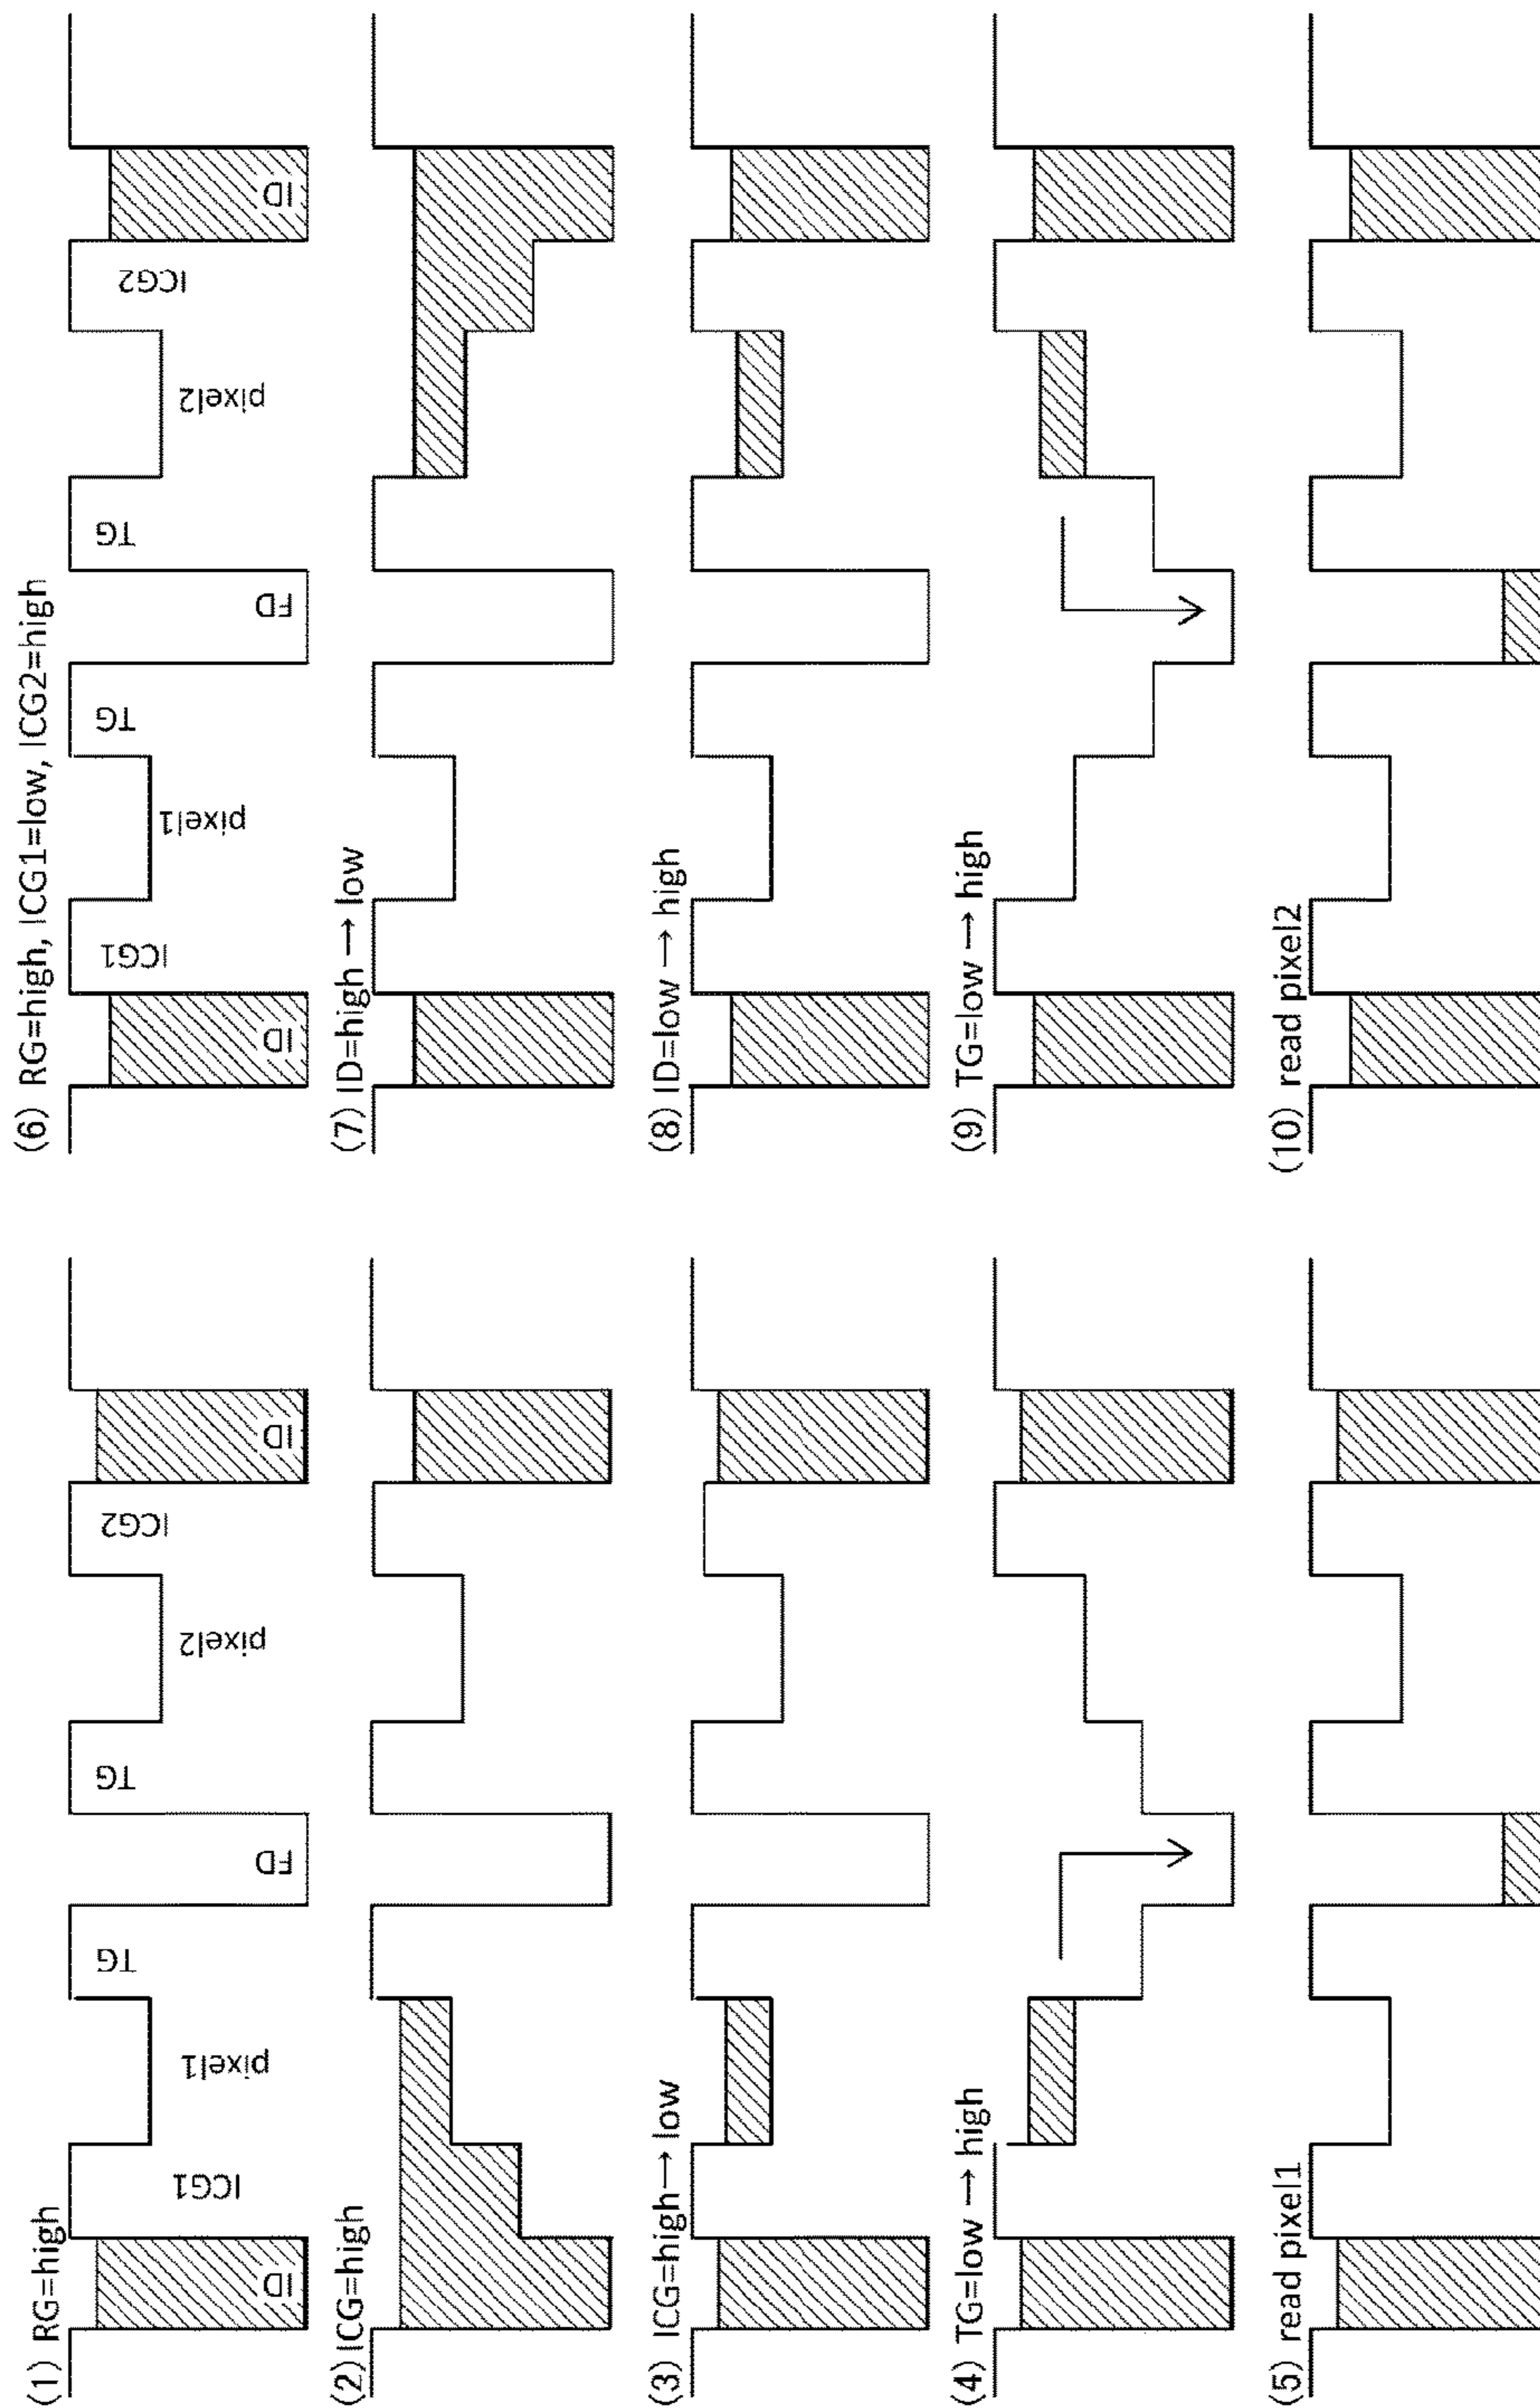 (1) RG=high
ID
ICG1
pixel1
TG
FD
TG
pixel2
ICG2
ID
(2) ICG=high
(3) ICG=high→low
(4) TG=low → high
(5) read pixel1
(6) RG=high, ICG1=low, ICG2=high
ID
ICG1
pixel1
TG
FD
TG
pixel2
ICG2
ID
(7) ID=high → low
(8) ID=low → high
(9) TG=low → high
(10) read pixel2